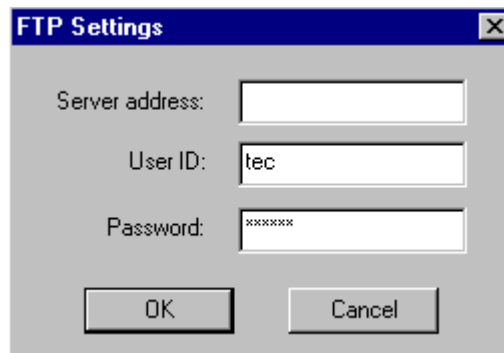 FTP Settings
Server address:
User ID: tec
Password: ******
OK Cancel